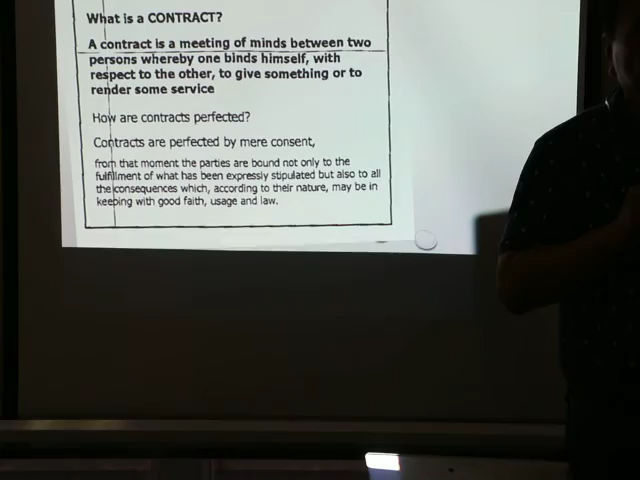 What is a CONTRACT?
A contract is a meeting of minds between two
persons whereby one binds himself, with
respect to the other, to give something or to
render some service
How are contracts perfected?
Contracts are perfected by mere consent,
from that moment the parties are bound not only to the
fulfillment of what has been expressly stipulated but also to all
the consequences which, according to their nature, may be in
keeping with good faith, usage and law.